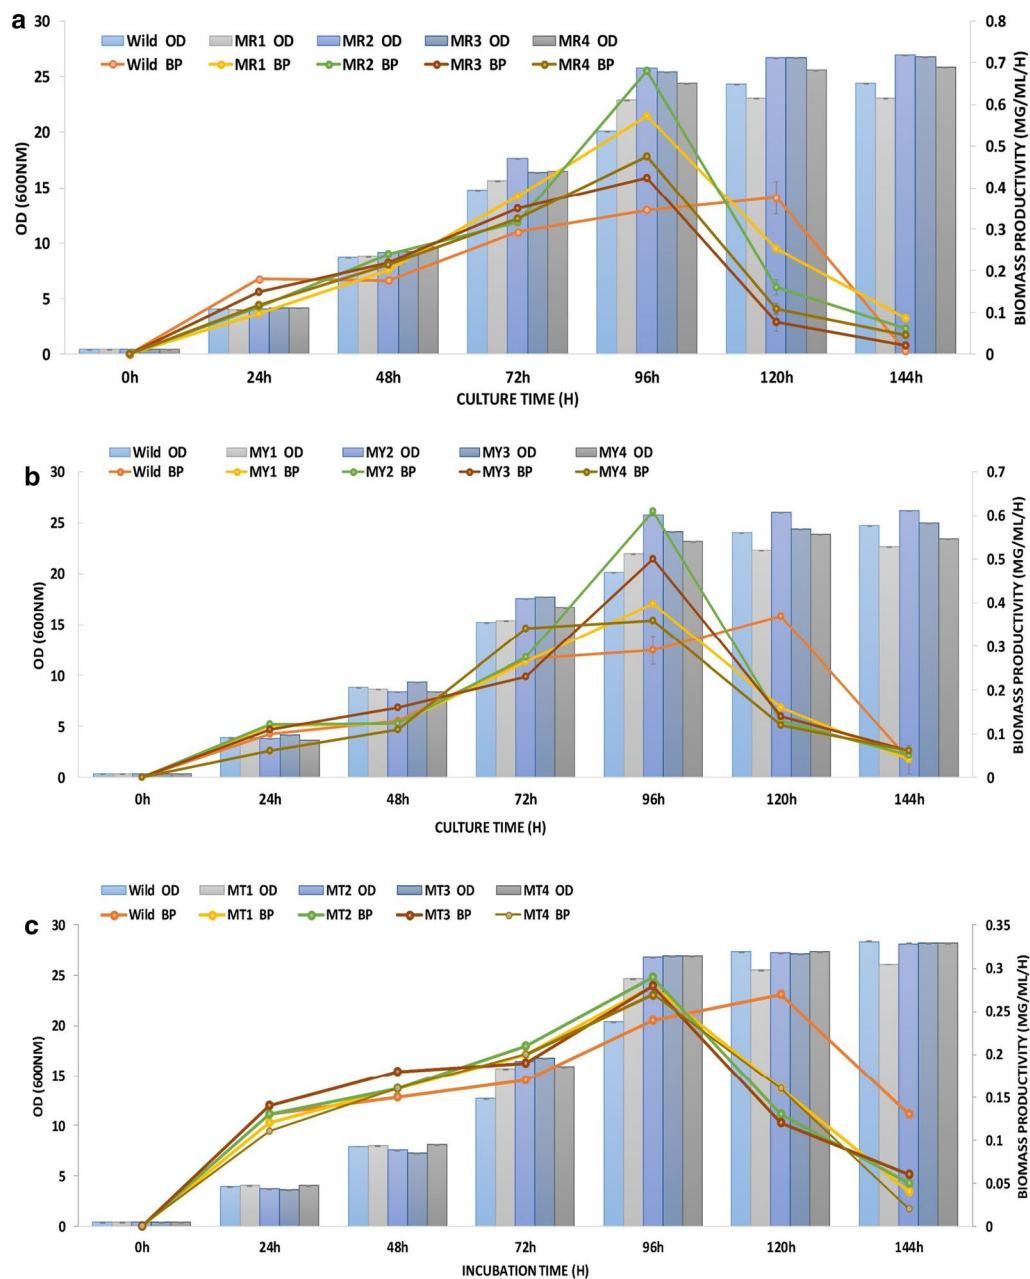 a
Wild OD MR1 OD MR2 OD MR3 OD MR4 OD
Wild BP MR1 BP MR2 BP MR3 BP MR4 BP
30 0.8
0.7
25
0.6
20
0.5
15
0.4
0.3
10
0.2
5
0.1
0 0
OD (600NM)
BIOMASS PRODUCTIVITY (MG/ML/H)
0h 24h 48h 72h 96h 120h 144h
CULTURE TIME (H)
b
Wild OD MY1 OD MY2 OD MY3 OD MY4 OD
Wild BP MY1 BP MY2 BP MY3 BP MY4 BP
30 0.7
0.6
25
0.5
20
0.4
15
0.3
10
0.2
5
0.1
0 0
OD (600NM)
BIOMASS PRODUCTIVITY (MG/ML/H)
0h 24h 48h 72h 96h 120h 144h
CULTURE TIME (H)
c
Wild OD MT1 OD MT2 OD MT3 OD MT4 OD
Wild BP MT1 BP MT2 BP MT3 BP MT4 BP
30 0.35
0.3
25
0.25
20
0.2
15
0.15
10
0.1
5
0.05
0 0
OD (600NM)
BIOMASS PRODUCTIVITY (MG/ML/H)
0h 24h 48h 72h 96h 120h 144h
INCUBATION TIME (H)